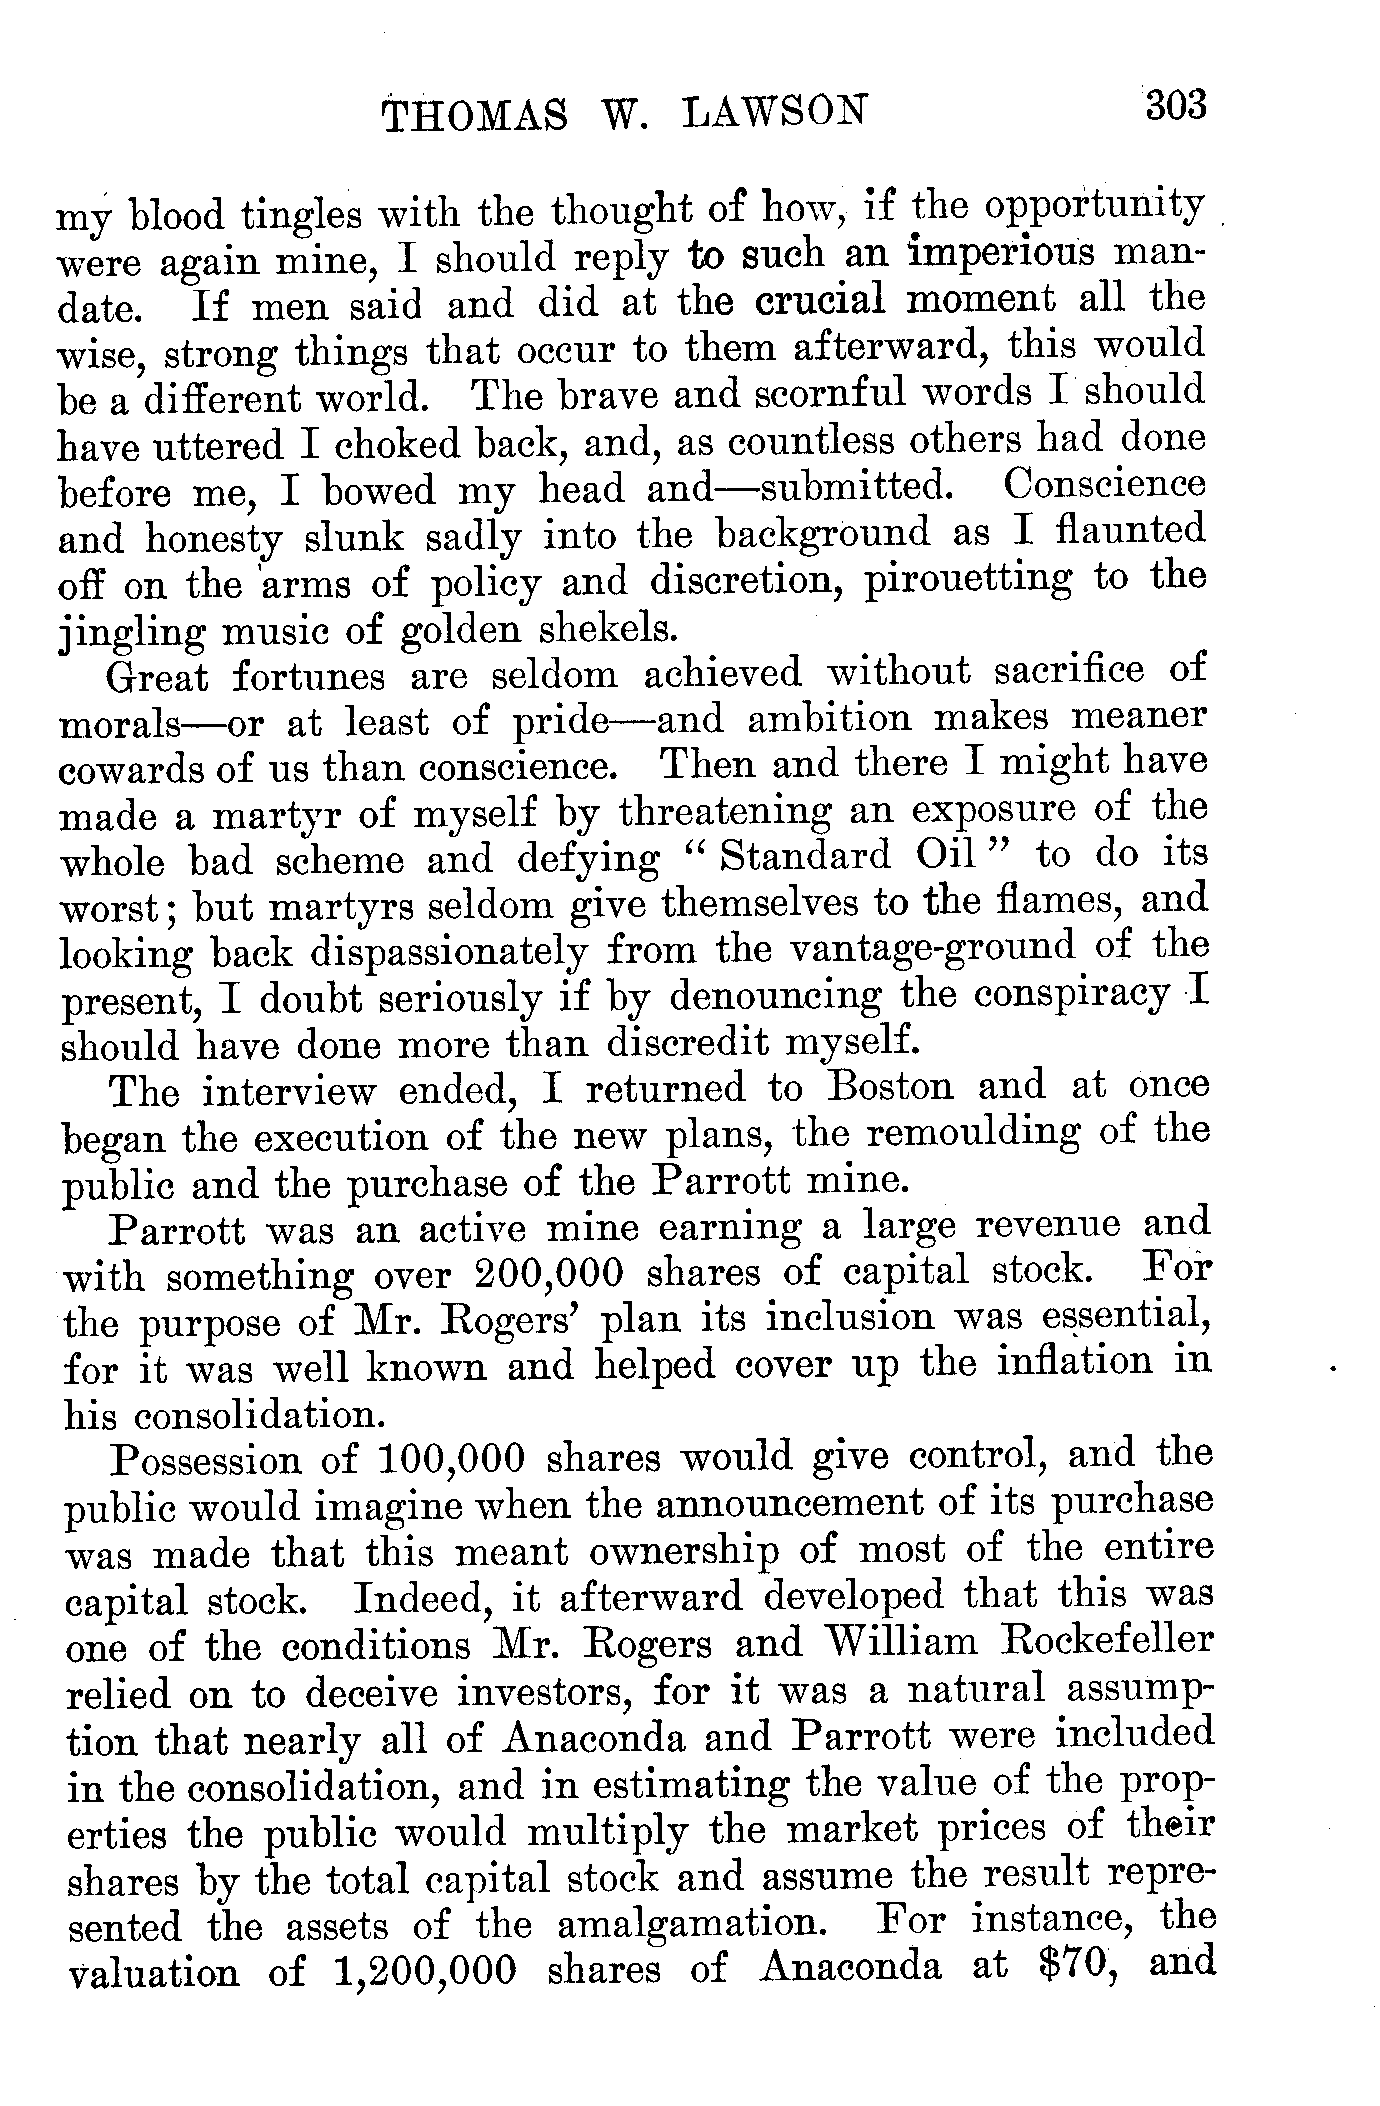 THOMAS W. LAWSON 303
my blood tingles with the thought of how, if the opportunity
were again mine, I should reply to such an imperious man-
date. If men said and did at the crucial moment all the
wise, strong things that occur to them afterward, this would
be a different world. The brave and scornful words I should
have uttered I choked back, and, as countless others had done
before me, I bowed my head and—submitted. Conscience
and honesty slunk sadly into the background as I flaunted
off on the arms of policy and discretion, pirouetting to the
jingling music of golden shekels.
Great fortunes are seldom achieved without sacrifice of
morals—or at least of pride—and ambition makes meaner
cowards of us than conscience. Then and there I might have
made a martyr of myself by threatening an exposure of the
whole bad scheme and defying “ Standard Oil ” to do its
worst; but martyrs seldom give themselves to the flames, and
looking back dispassionately from the vantage-ground of the
present, I doubt seriously if by denouncing the conspiracy I
should have done more than discredit myself.
The interview ended, I returned to Boston and at once
began the execution of the new plans, the remoulding of the
public and the purchase of the Parrott mine.
Parrott was an active mine earning a large revenue and
with something over 200,000 shares of capital stock. For
the purpose of Mr. Rogers’ plan its inclusion was essential,
for it was well known and helped cover up the inflation in
his consolidation.
Possession of 100,000 shares would give control, and the
public would imagine when the announcement of its purchase
was made that this meant ownership of most of the entire
capital stock. Indeed, it afterward developed that this was
one of the conditions Mr. Rogers and William Rockefeller
relied on to deceive investors, for it was a natural assump-
tion that nearly all of Anaconda and Parrott were included
in the consolidation, and in estimating the value of the prop-
erties the public would multiply the market prices of their
shares by the total capital stock and assume the result repre-
sented the assets of the amalgamation. For instance, the
valuation of 1,200,000 shares of Anaconda at $70, and